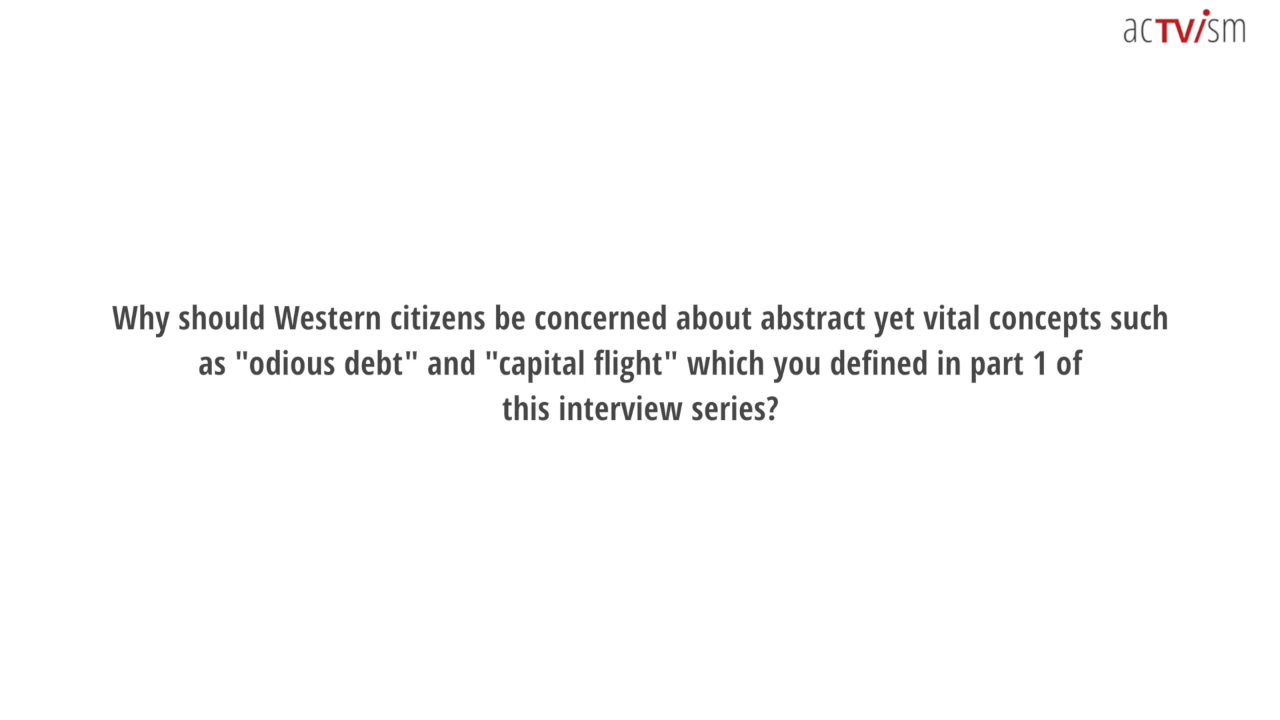 acTViSm
Why should Western citizens be concerned about abstract yet vital concepts such
as "odious debt" and "capital flight" which you defined in part 1 of
this interview series?